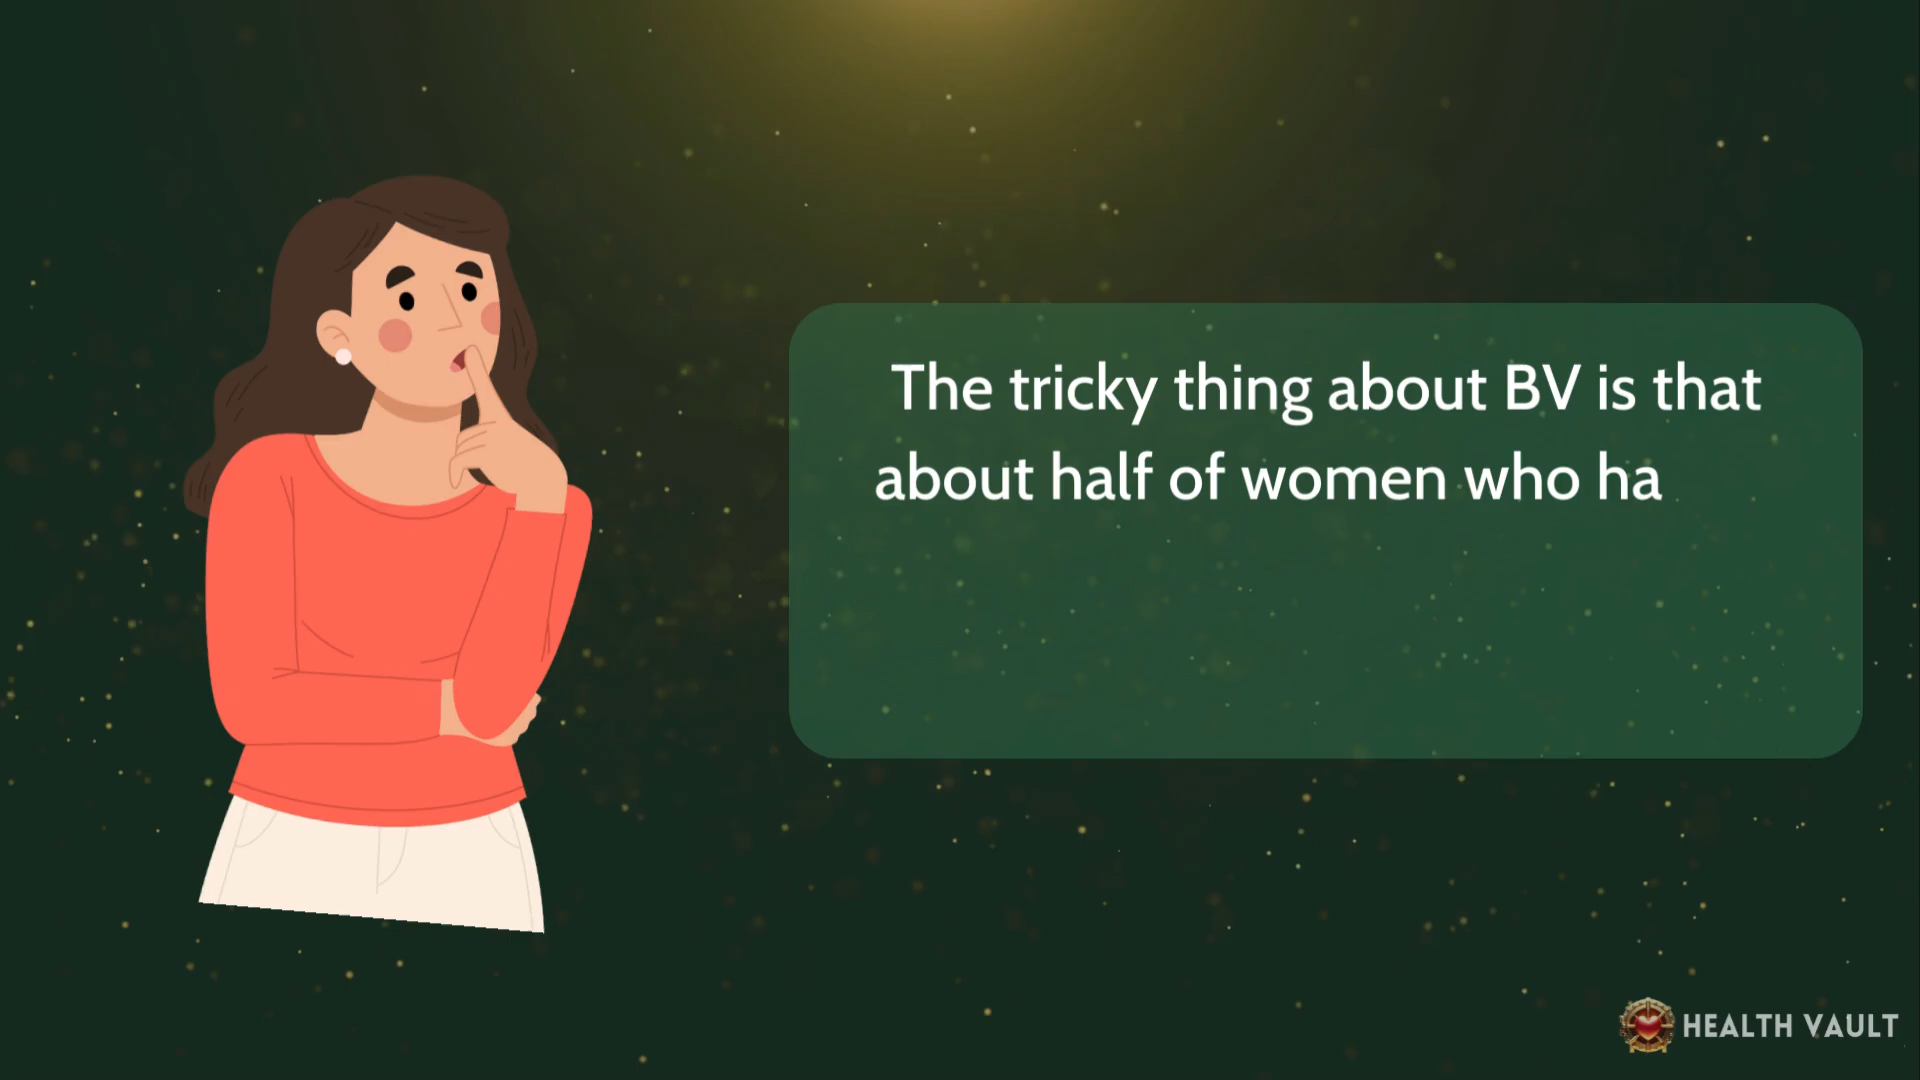 The tricky thing about BV is that
about half of women who ha
HEALTH VAULT